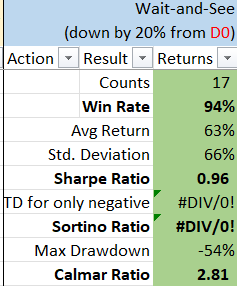 Wait-and-See
(down by 20% from D0)
Action Result Returns
Counts 17
Win Rate 94%
Avg Return 63%
Std. Deviation 66%
Sharpe Ratio 0.96
TD for only negative #DIV/0!
Sortino Ratio #DIV/0!
Max Drawdown -54%
Calmar Ratio 2.81